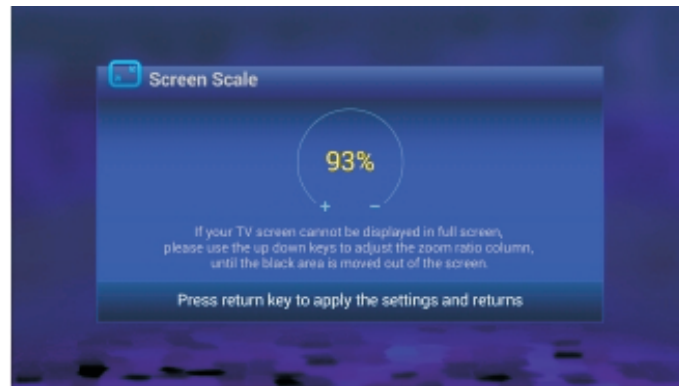 Screen Scale
93%
+ −
If your TV screen cannot be displayed in full screen,
please use the up down keys to adjust the zoom ratio column,
until the black area is moved out of the screen.
Press return key to apply the settings and returns